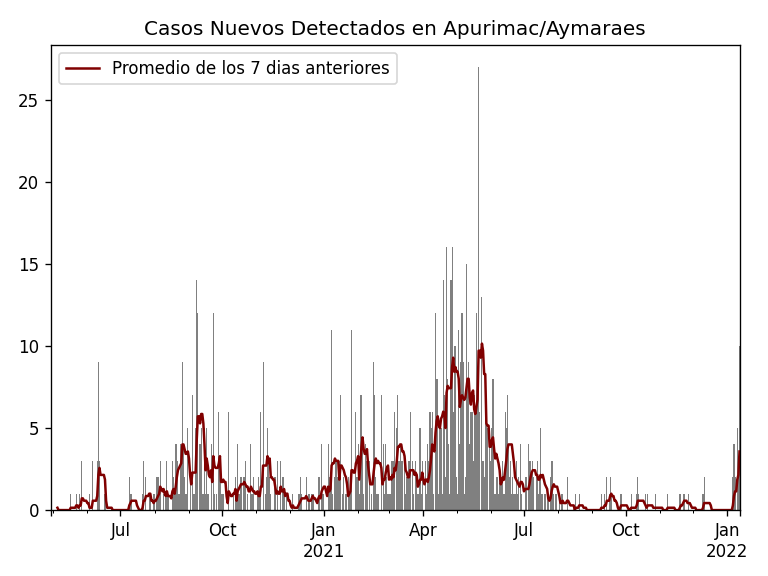 Casos Nuevos Detectados en Apurimac/Aymaraes
Promedio de los 7 dias anteriores
25
20
15
10
5
0
Jul
Oct
Jan
2021
Apr
Jul
Oct
Jan
2022